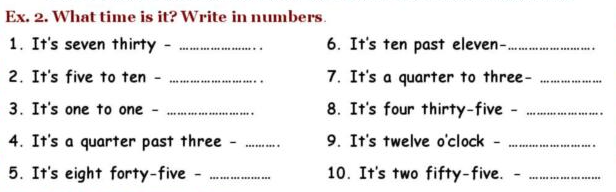 Ex. 2. What time is it? Write in numbers.
1. It's seven thirty - ........................
2. It's five to ten - ........................
3. It's one to one - ........................
4. It's a quarter past three - ..........
5. It's eight forty-five - ..................
6. It's ten past eleven-........................
7. It's a quarter to three- ..................
8. It's four thirty-five - .....................
9. It's twelve o'clock - ........................
10. It's two fifty-five. - .....................